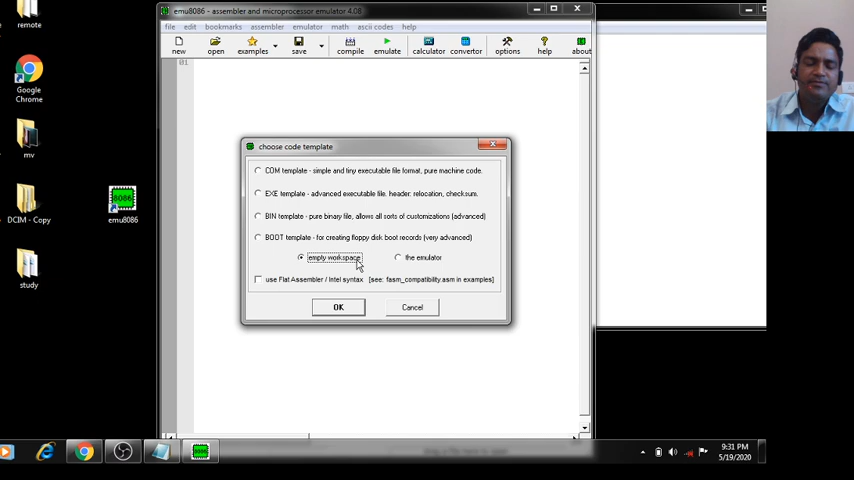 remote
Google
Chrome
mv
DCIM - Copy
study
8086
emu8086
emu8086 - assembler and microprocessor emulator 4.08
file edit bookmarks assembler emulator math ascii codes help
new open examples save compile emulate calculator convertor options help about
01
choose code template
COM template - simple and tiny executable file format, pure machine code.
EXE template - advanced executable file. header: relocation, checksum.
BIN template - pure binary file, allows all sorts of customizations (advanced)
BOOT template - for creating floppy disk boot records (very advanced)
empty workspace the emulator
use Flat Assembler / Intel syntax [see: fasm_compatibility.asm in examples]
OK Cancel
8086
9:31 PM
5/19/2020